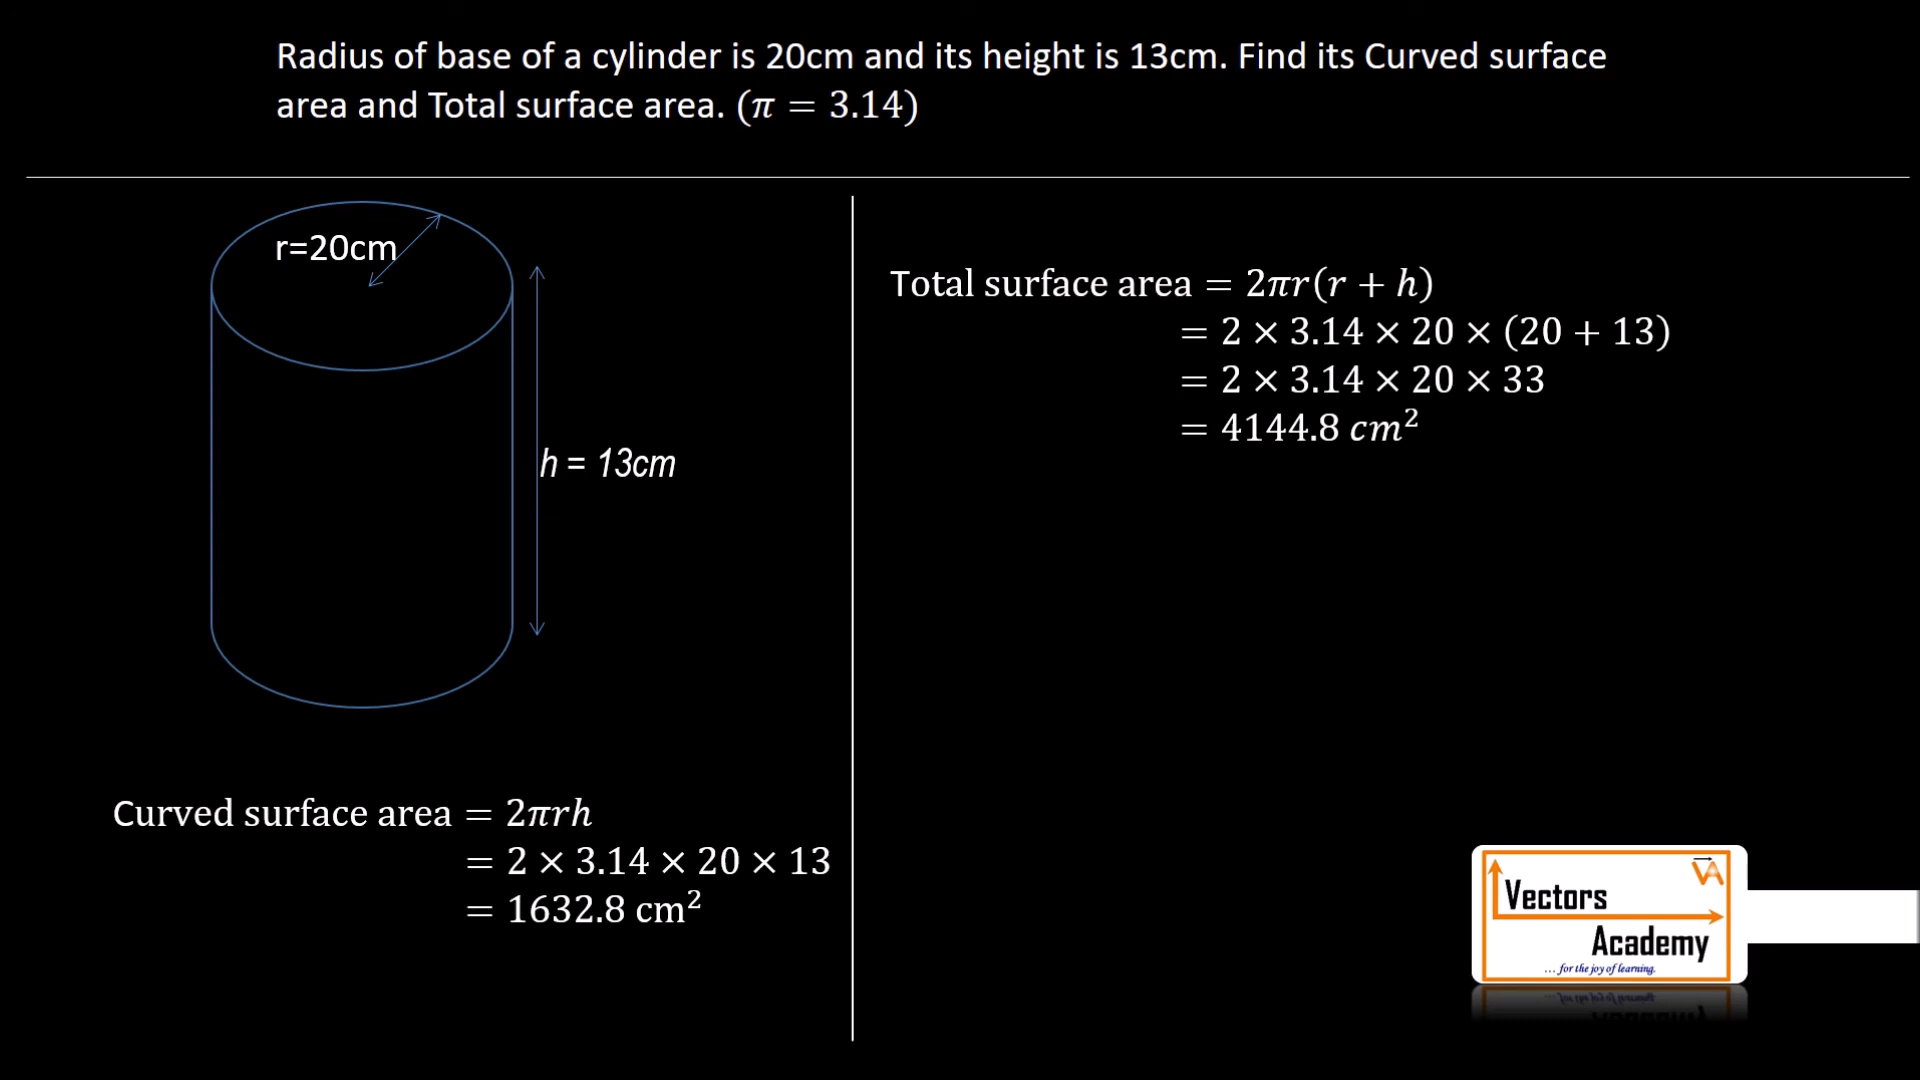 Radius of base of a cylinder is 20cm and its height is 13cm. Find its Curved surface
area and Total surface area. (π = 3.14)
r=20cm
h = 13cm
Curved surface area = 2πrh
= 2 × 3.14 × 20 × 13
= 1632.8 cm²
Total surface area = 2πr(r + h)
= 2 × 3.14 × 20 × (20 + 13)
= 2 × 3.14 × 20 × 33
= 4144.8 cm²
VA
Vectors
Academy
... for the joy of learning.